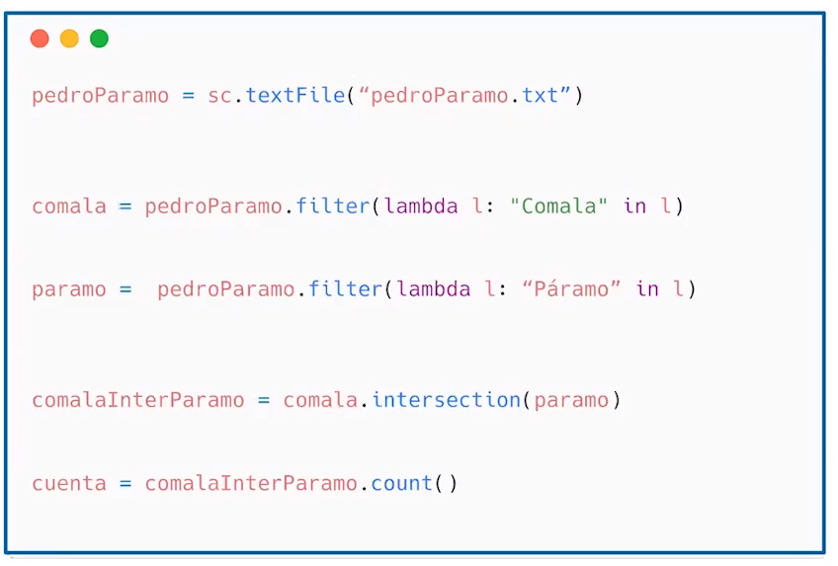 pedroParamo = sc.textFile(“pedroParamo.txt”)
comala = pedroParamo.filter(lambda l: "Comala" in l)
paramo =  pedroParamo.filter(lambda l: “Páramo” in l)
comalaInterParamo = comala.intersection(paramo)
cuenta = comalaInterParamo.count()